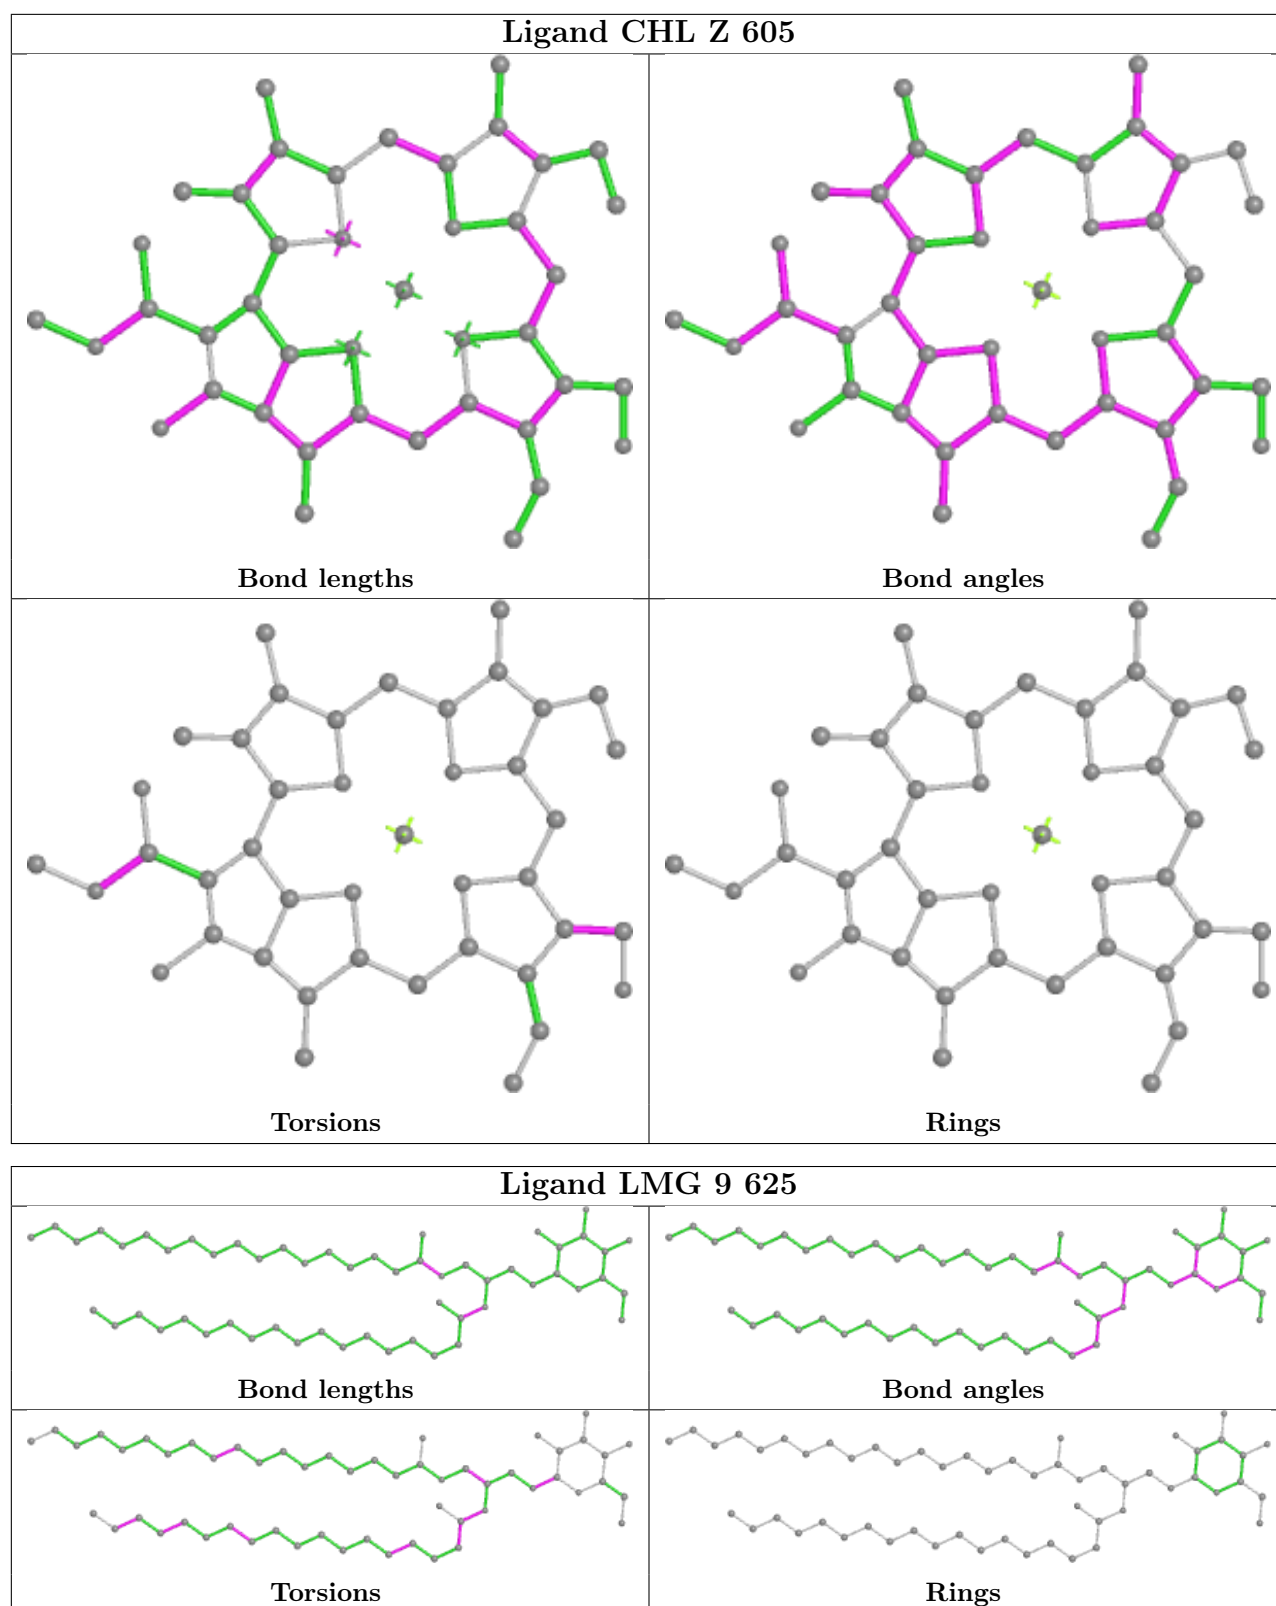 Ligand CHL Z 605
Bond lengths
Bond angles
Torsions
Rings
Ligand LMG 9 625
Bond lengths
Bond angles
Torsions
Rings